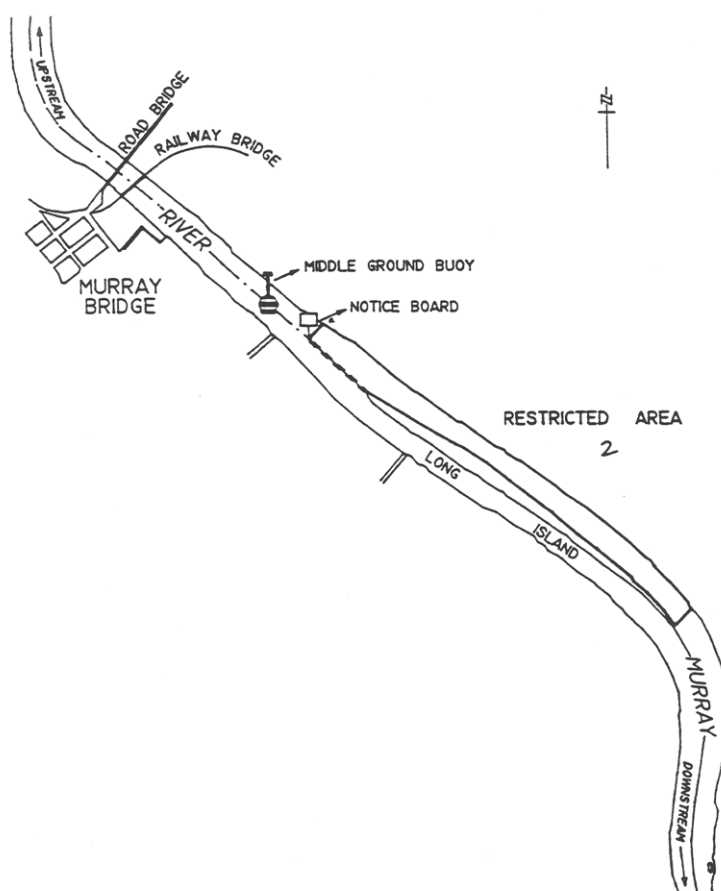 UPSTREAM
ROAD BRIDGE
RAILWAY BRIDGE
N
RIVER
MIDDLE GROUND BUOY
MURRAY
BRIDGE
NOTICE BOARD
RESTRICTED AREA
2
LONG
ISLAND
MURRAY
DOWNSTREAM